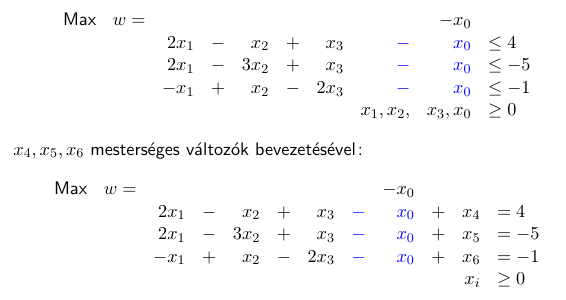 Max w = −x₀
2x₁ − x₂ + x₃ − x₀ ≤ 4
2x₁ − 3x₂ + x₃ − x₀ ≤ −5
−x₁ + x₂ − 2x₃ − x₀ ≤ −1
x₁, x₂, x₃, x₀ ≥ 0
x₄, x₅, x₆ mesterséges változók bevezetésével:
Max w = −x₀
2x₁ − x₂ + x₃ − x₀ + x₄ = 4
2x₁ − 3x₂ + x₃ − x₀ + x₅ = −5
−x₁ + x₂ − 2x₃ − x₀ + x₆ = −1
xᵢ ≥ 0